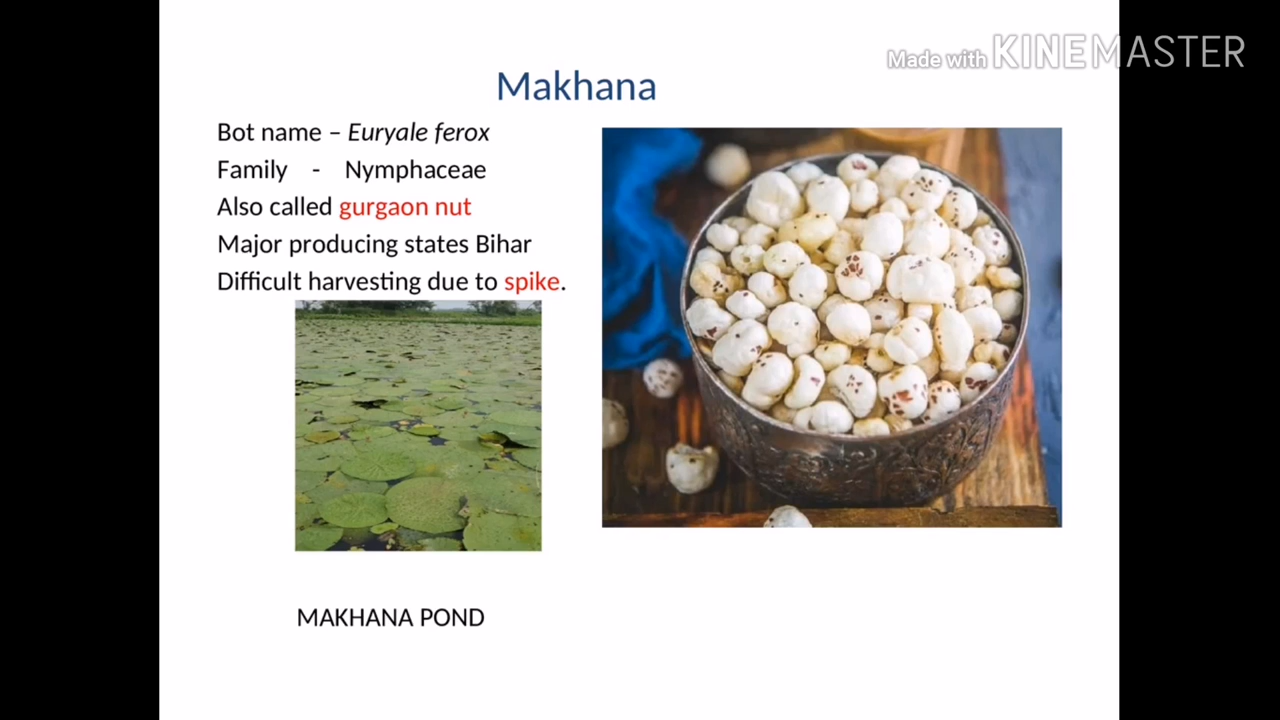 Made with KINEMASTER
Makhana
Bot name – Euryale ferox
Family - Nymphaceae
Also called gurgaon nut
Major producing states Bihar
Difficult harvesting due to spike.
MAKHANA POND